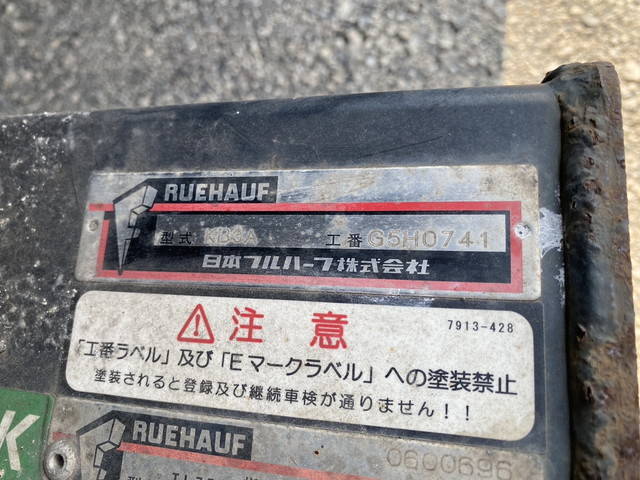 RUEHAUF
型式 KB3A 工番 G5H0741
日本フルハーフ株式会社
⚠ 注意 7913-428
「工番ラベル」及び「Eマークラベル」への塗装禁止
塗装されると登録及び継続車検が通りません!!
K
RUEHAUF
0600696